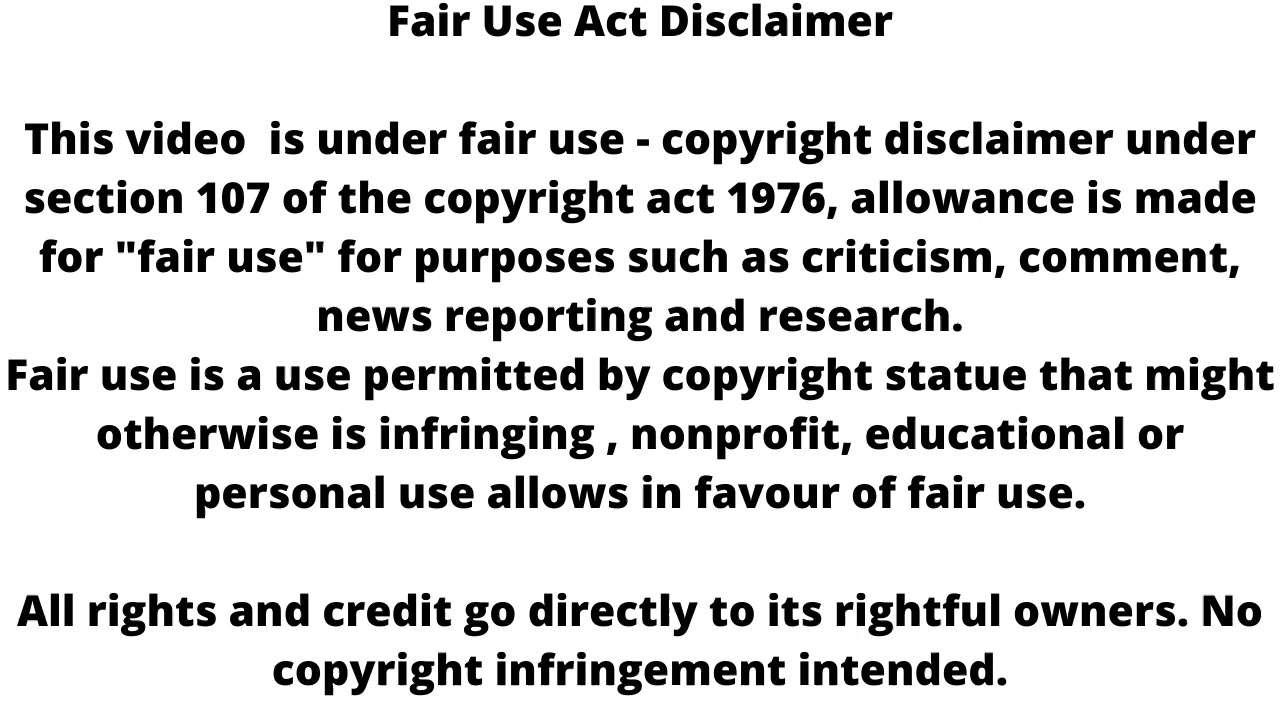 Fair Use Act Disclaimer
This video  is under fair use - copyright disclaimer under
section 107 of the copyright act 1976, allowance is made
for "fair use" for purposes such as criticism, comment,
news reporting and research.
Fair use is a use permitted by copyright statue that might
otherwise is infringing , nonprofit, educational or
personal use allows in favour of fair use.
All rights and credit go directly to its rightful owners. No
copyright infringement intended.